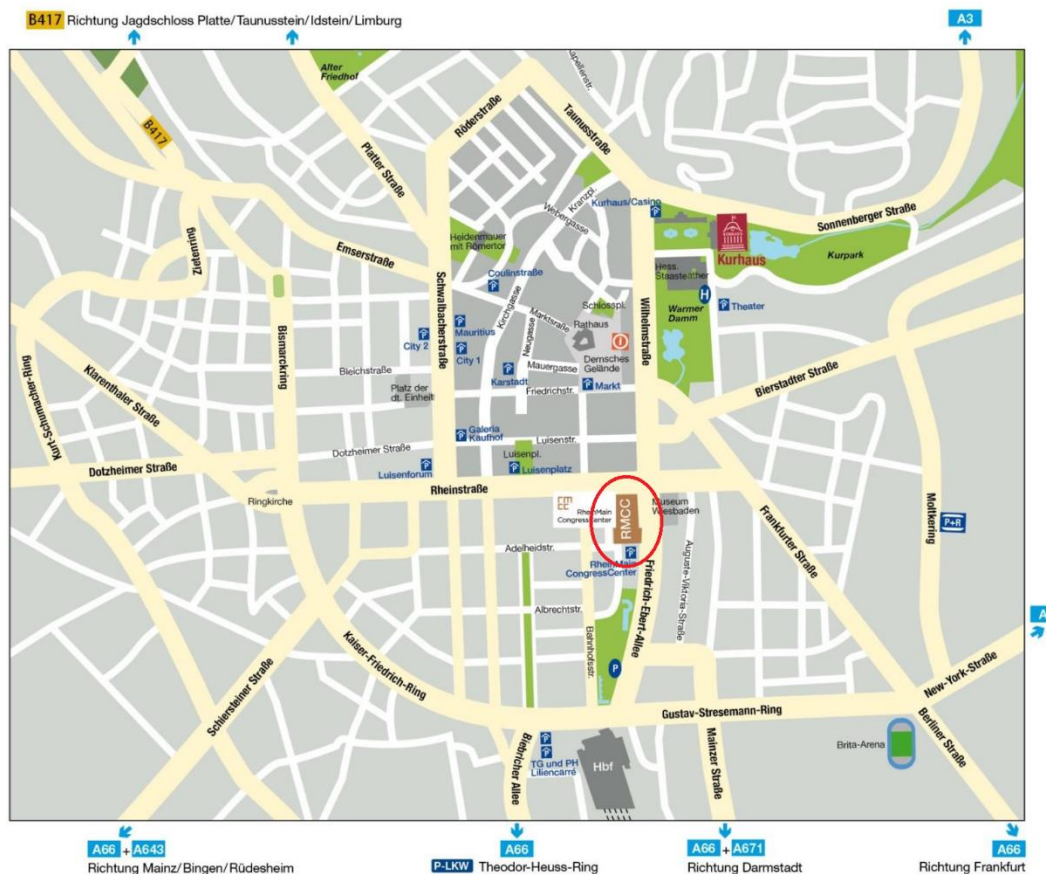 B417 Richtung Jagdschloss Platte/Taunusstein/Idstein/Limburg
A3
Alter
Friedhof
Kapellenstr.
B417
Röderstraße
Taunusstraße
Platter Straße
Kranzpl.
Webergasse
Kurhaus/Casino
Sonnenberger Straße
KURHAUS
Kurhaus
Kurpark
Zietenring
Emserstraße
Heidenmauer
mit Römertor
Coulinstraße
Hess.
Staastheater
H
Theater
Warmer
Damm
Schwalbacherstraße
Kirchgasse
Marktsraße
Schlosspl.
Rathaus
Wilhelmstraße
Mauritius
City 2
City 1
Neugasse
Mauergasse
Dernsches
Gelände
Bismarckring
Bleichstraße
Karstadt
Markt
Friedrichstr.
Platz der
dt. Einheit
Bierstadter Straße
Klarenthaler Straße
Kurt-Schumacher-Ring
Galeria
Kaufhof
Luisenstr.
Dotzheimer Straße
Dotzheimer Straße
Luisenpl.
Luisenforum
Luisenplatz
Rheinstraße
Ringkirche
RheinMain
CongressCenter
RMCC
Museum
Wiesbaden
Moltkering
P+R
Frankfurter Straße
Adelheidstr.
RheinMain
CongressCenter
Friedrich-Ebert-Allee
Auguste-Viktoria-Straße
Albrechtstr.
Bahnhofsstr.
P
A
Kaiser-Friedrich-Ring
Schiersteiner Straße
New-York-Straße
Gustav-Stresemann-Ring
Berliner Straße
Brita-Arena
Biebricher Allee
TG und PH
Liliencarré
Hbf
Mainzer Straße
A66 + A643
Richtung Mainz/Bingen/Rüdesheim
A66
P-LKW Theodor-Heuss-Ring
A66 + A671
Richtung Darmstadt
A66
Richtung Frankfurt